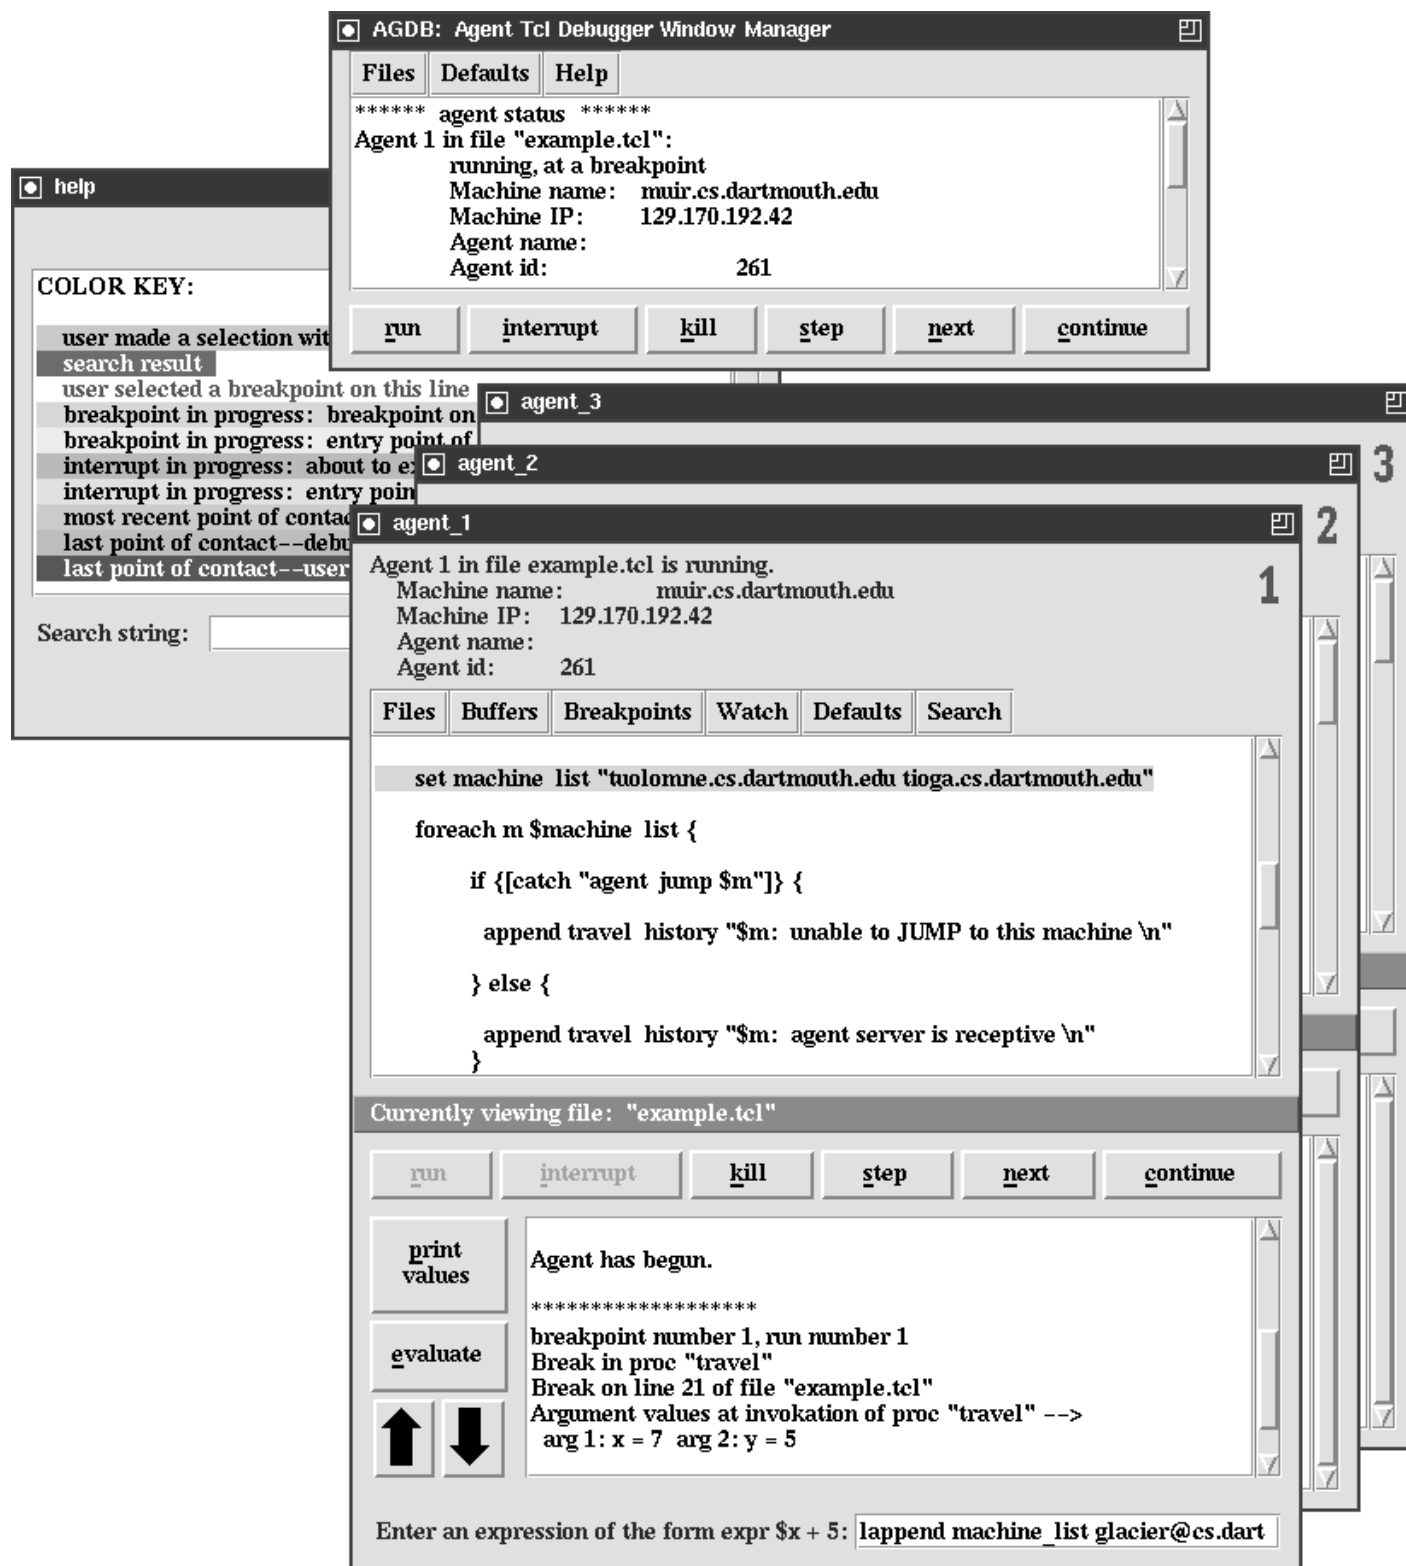 AGDB: Agent Tcl Debugger Window Manager
Files Defaults Help
****** agent status ******
Agent 1 in file "example.tcl":
running, at a breakpoint
Machine name: muir.cs.dartmouth.edu
Machine IP: 129.170.192.42
Agent name:
Agent id: 261
run interrupt kill step next continue
help
COLOR KEY:
user made a selection wit
search result
user selected a breakpoint on this line
breakpoint in progress: breakpoint on
breakpoint in progress: entry point of
interrupt in progress: about to e
interrupt in progress: entry poin
most recent point of contac
last point of contact--debu
last point of contact--user
Search string:
agent_3
3
agent_2
2
agent_1
1
Agent 1 in file example.tcl is running.
Machine name: muir.cs.dartmouth.edu
Machine IP: 129.170.192.42
Agent name:
Agent id: 261
Files Buffers Breakpoints Watch Defaults Search
set machine list "tuolomne.cs.dartmouth.edu tioga.cs.dartmouth.edu"
foreach m $machine list {
if {[catch "agent jump $m"]} {
append travel history "$m: unable to JUMP to this machine \n"
} else {
append travel history "$m: agent server is receptive \n"
}
Currently viewing file: "example.tcl"
run interrupt kill step next continue
print values
evaluate
Agent has begun.
*******************
breakpoint number 1, run number 1
Break in proc "travel"
Break on line 21 of file "example.tcl"
Argument values at invokation of proc "travel" -->
arg 1: x = 7 arg 2: y = 5
Enter an expression of the form expr $x + 5: lappend machine_list glacier@cs.dart